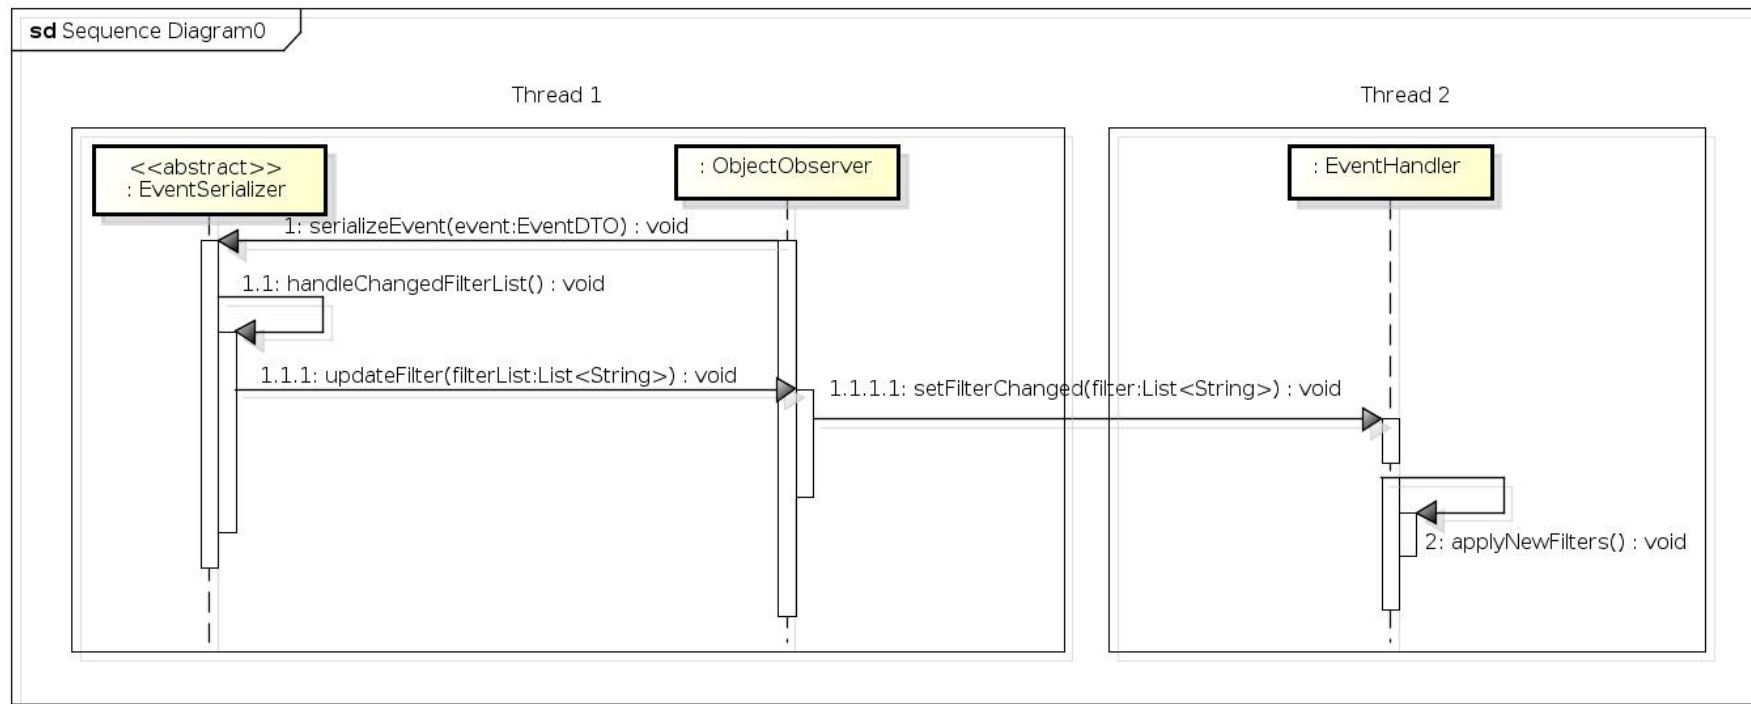 sd Sequence Diagram0
Thread 1
Thread 2
<<abstract>>
: EventSerializer
: ObjectObserver
: EventHandler
1: serializeEvent(event:EventDTO) : void
1.1: handleChangedFilterList() : void
1.1.1: updateFilter(filterList:List<String>) : void
1.1.1.1: setFilterChanged(filter:List<String>) : void
2: applyNewFilters() : void